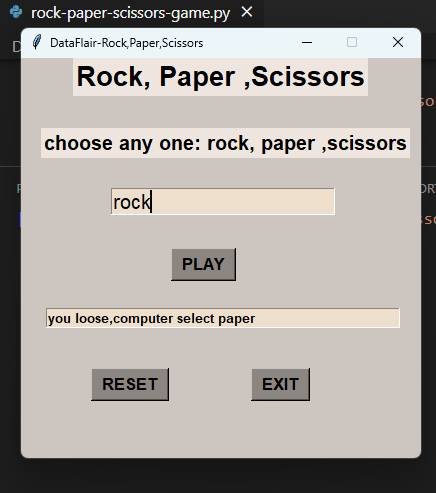 rock-paper-scissors-game.py
DataFlair-Rock,Paper,Scissors
Rock, Paper ,Scissors
choose any one: rock, paper ,scissors
rock
PLAY
you loose,computer select paper
RESET
EXIT